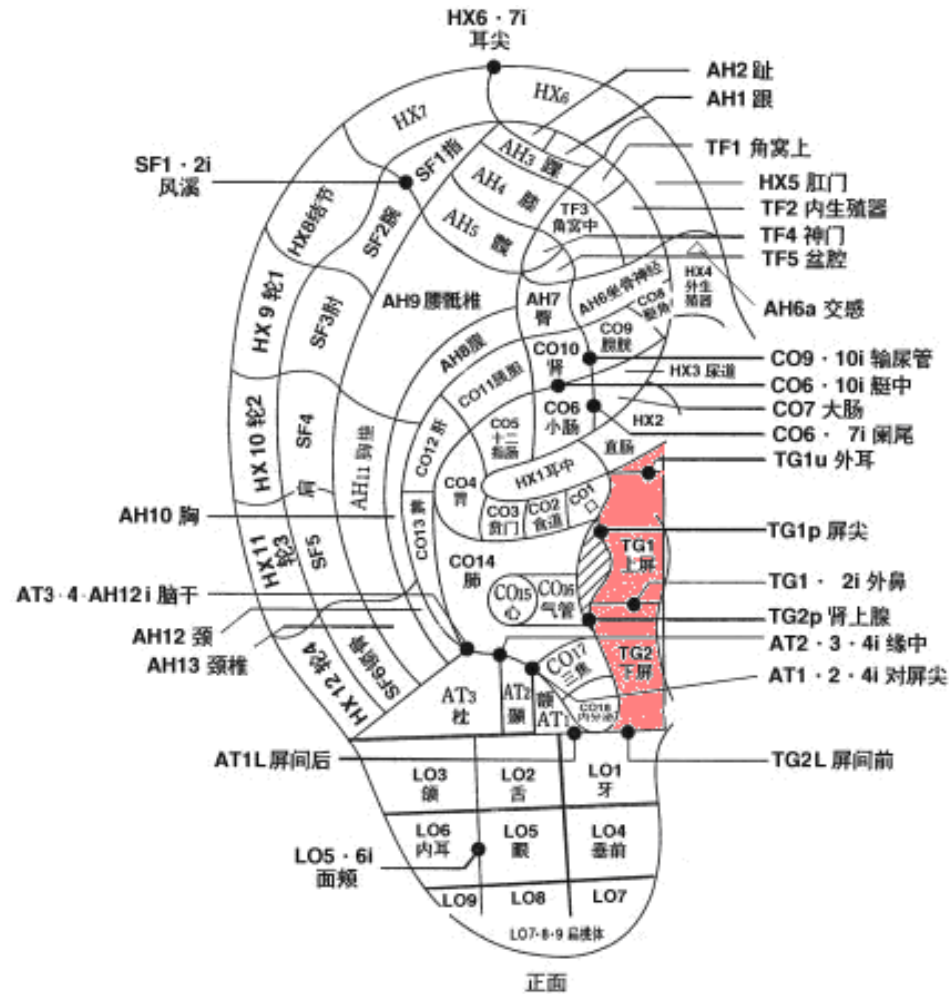 HX6 · 7i
耳尖
AH2 趾
AH1 跟
HX7
HX6
TF1 角窝上
AH3 踝
SF1指
SF1 · 2i
风溪
HX5 肛门
AH4 膝
TF3
角窝中
TF2 内生殖器
HX8结节
SF2腕
AH5 髋
TF4 神门
TF5 盆腔
HX4
外生
殖器
AH6坐骨神经
CO8
艇角
AH9 腰骶椎
AH7
臀
AH6a 交感
HX 9 轮1
SF3肘
CO9
膀胱
AH8腹
CO10
肾
CO9 · 10i 输尿管
HX3 尿道
CO11胰胆
CO6 · 10i 艇中
CO6
小肠
CO7 大肠
HX2
直肠
HX 10 轮2
SF4
肩
CO12 肝
CO5
十二
指肠
CO6 · 7i 阑尾
TG1u 外耳
AH11 胸椎
HX1耳中
CO4
胃
CO1
口
CO2
食道
CO3
贲门
AH10 胸
CO13 脾
TG1p 屏尖
HX11
轮3
SF5
TG1
上屏
CO14
肺
TG1 · 2i 外鼻
CO15
心
CO16
气管
AT3·4·AH12 i 脑干
TG2p 肾上腺
AH12 颈
AT2 · 3 · 4i 缘中
AH13 颈椎
TG2
下屏
CO17
三焦
AT1 · 2 · 4i 对屏尖
HX 12 轮4
SF6锁骨
AT3
枕
AT2
颞
额
AT1
CO18
内分泌
AT1L 屏间后
TG2L 屏间前
LO3
颌
LO2
舌
LO1
牙
LO6
内耳
LO5
眼
LO4
垂前
LO5 · 6i
面颊
LO9
LO8
LO7
LO7·8·9 扁桃体
正面